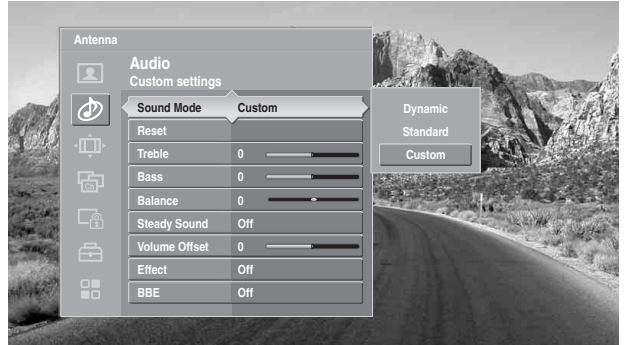 Antenna
Audio
Custom settings
Sound Mode Custom
Reset
Treble 0
Bass 0
Balance 0
Steady Sound Off
Volume Offset 0
Effect Off
BBE Off
Dynamic
Standard
Custom
Ch